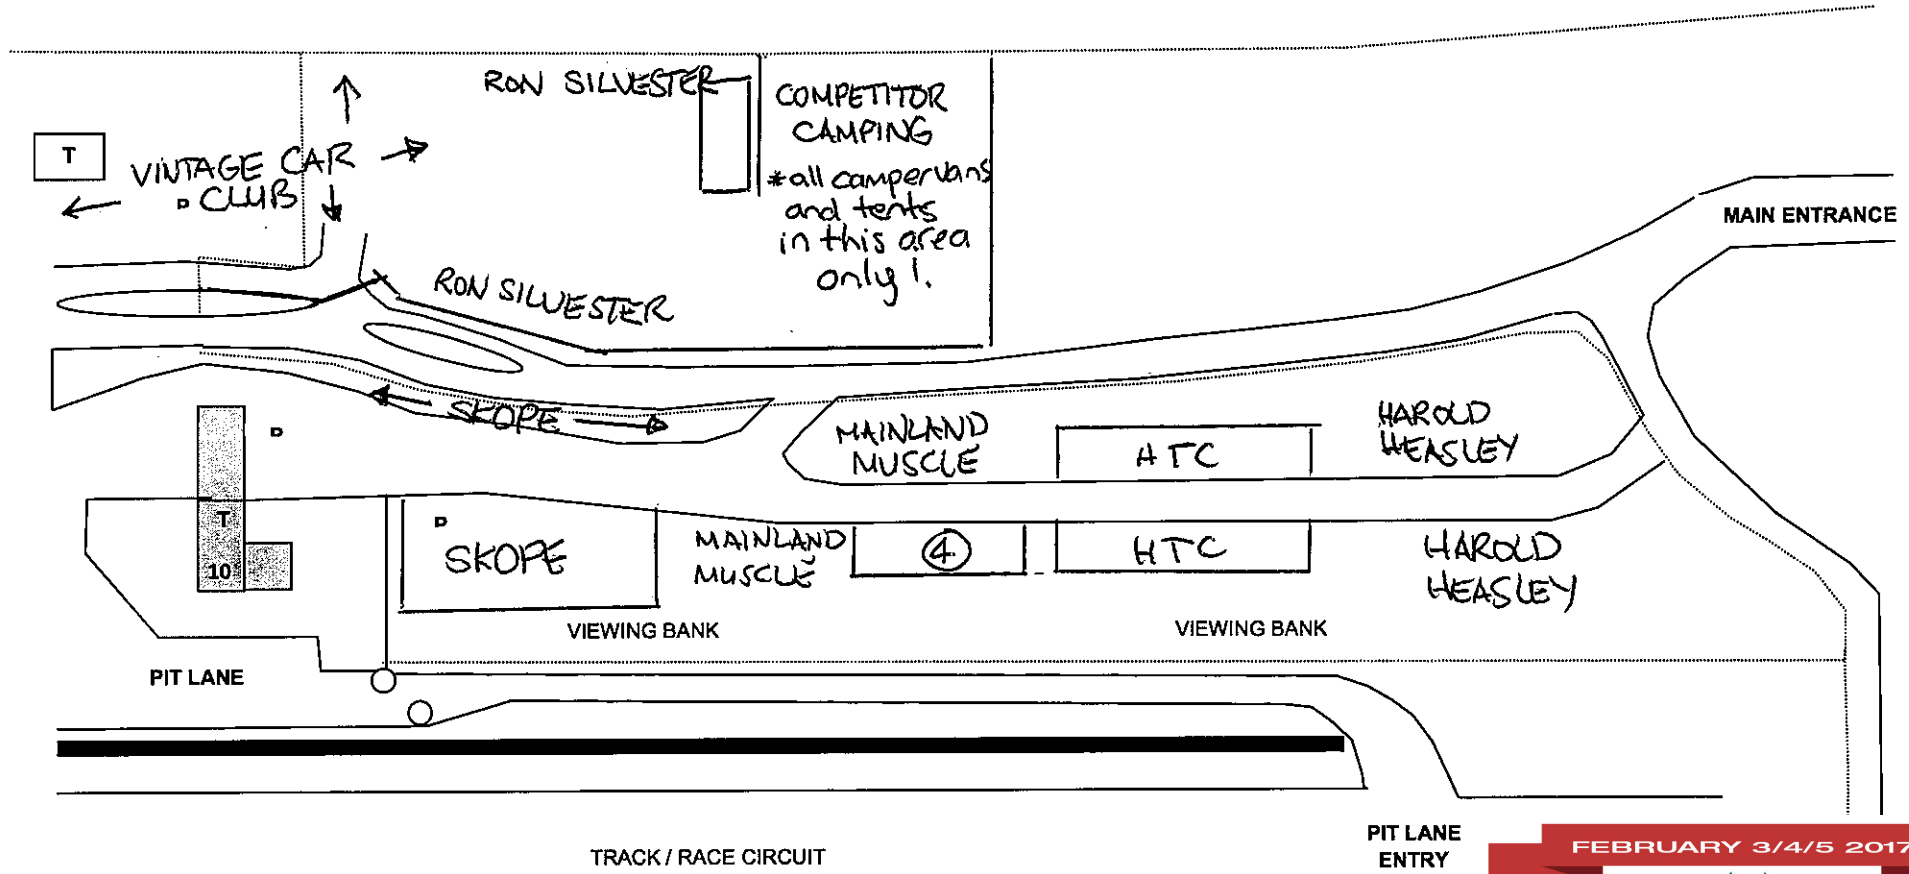 RON SILVESTER
COMPETITOR
CAMPING
*all campervans
and tents
in this area
only!.
T
VINTAGE CAR
P CLUB
MAIN ENTRANCE
RON SILVESTER
SKOPE
P
MAINLAND
MUSCLE
HTC
HAROLD
HEASLEY
T
10
P
SKOPE
MAINLAND
MUSCLE
4
HTC
HAROLD
HEASLEY
VIEWING BANK
VIEWING BANK
PIT LANE
TRACK / RACE CIRCUIT
PIT LANE
ENTRY
FEBRUARY 3/4/5 2017